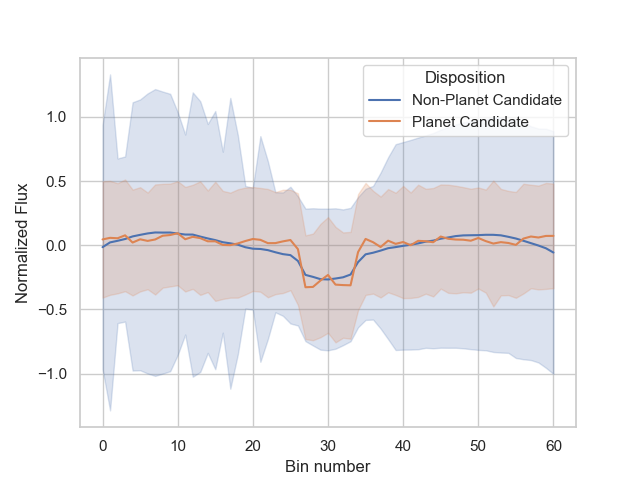 Disposition
Non-Planet Candidate
Planet Candidate
Normalized Flux
1.0
0.5
0.0
−0.5
−1.0
0 10 20 30 40 50 60
Bin number